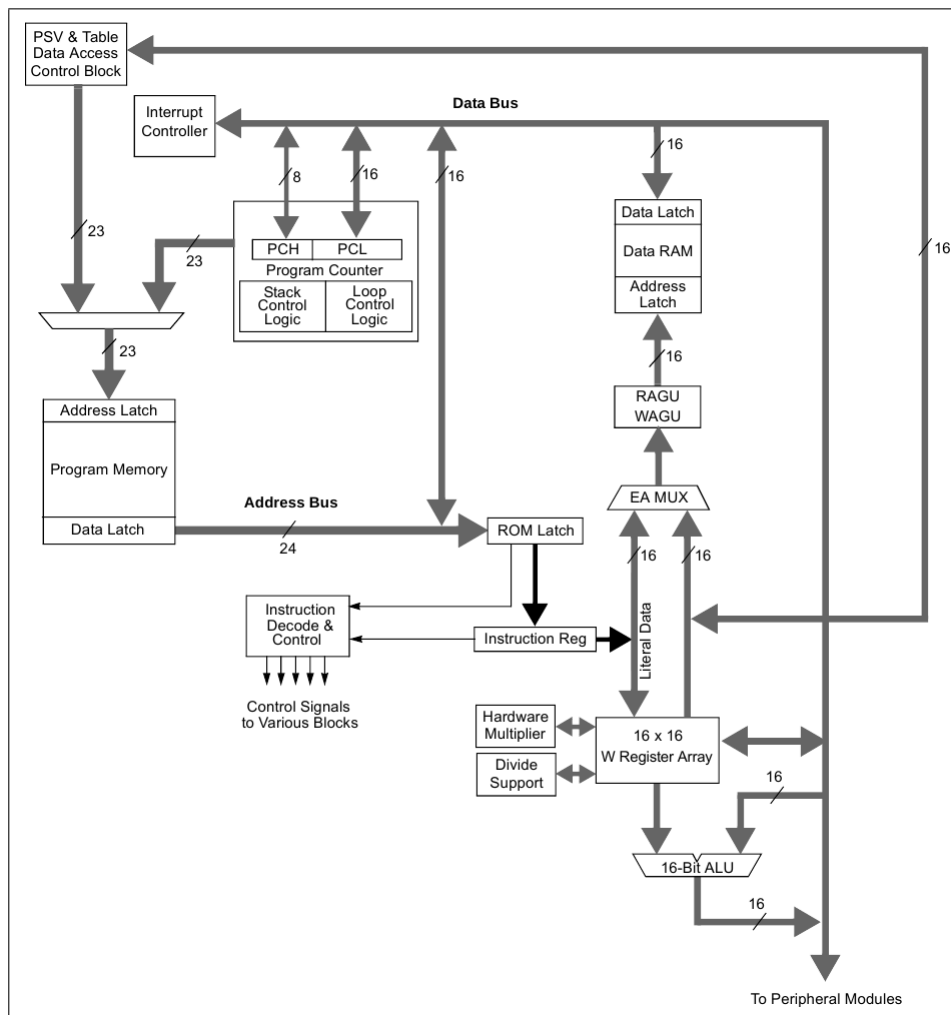 PSV & Table
Data Access
Control Block
Interrupt
Controller
Data Bus
8
16
16
16
16
23
23
PCH
PCL
Program Counter
Stack
Control
Logic
Loop
Control
Logic
Data Latch
Data RAM
Address
Latch
23
16
RAGU
WAGU
Address Latch
Program Memory
Data Latch
Address Bus
24
ROM Latch
EA MUX
16
16
Instruction
Decode &
Control
Instruction Reg
Literal Data
Control Signals
to Various Blocks
Hardware
Multiplier
Divide
Support
16 x 16
W Register Array
16
16-Bit ALU
16
To Peripheral Modules